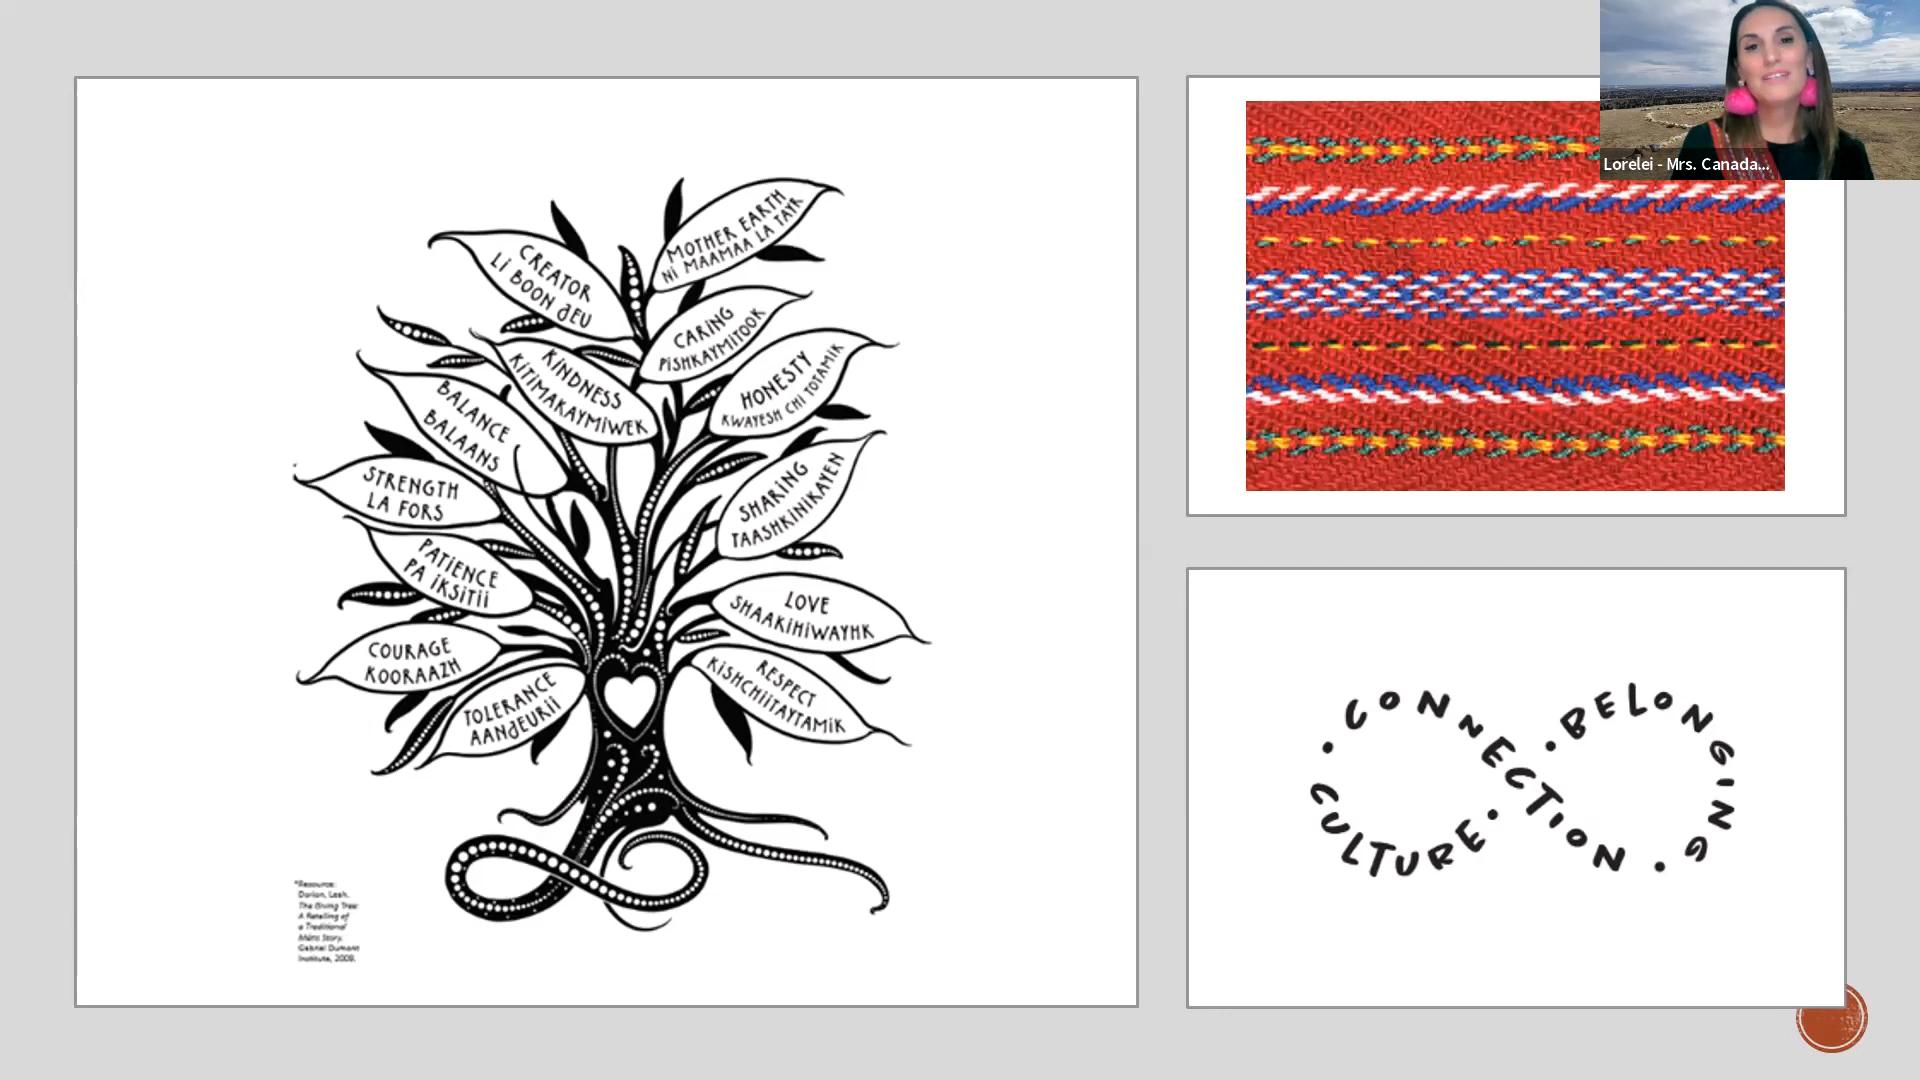 MOTHER EARTH
Ni MAAMAA LA TAYR
CREATOR
Li BOON JEU
CARING
PiSHKAYMiTOOK
KiNDNESS
KiTiMAKAYMiWEK
HONESTY
KWAYESH CHI TOTAMIK
BALANCE
BALAANS
SHARiNG
TAASHKiNiKAYEN
STRENGTH
LA FORS
PATiENCE
PA iKSiTii
LOVE
SHAAKiHiWAYHK
COURAGE
KOORAAZH
RESPECT
KiSHCHiiTAYTAMiK
TOLERANCE
AANJEURii
*Resource:
Dorion, Leah.
The Giving Tree:
A Retelling of
a Traditional
Métis Story.
Gabriel Dumont
Institute, 2009.
Lorelei - Mrs. Canada...
CONNECTION • BELONGING • CULTURE •